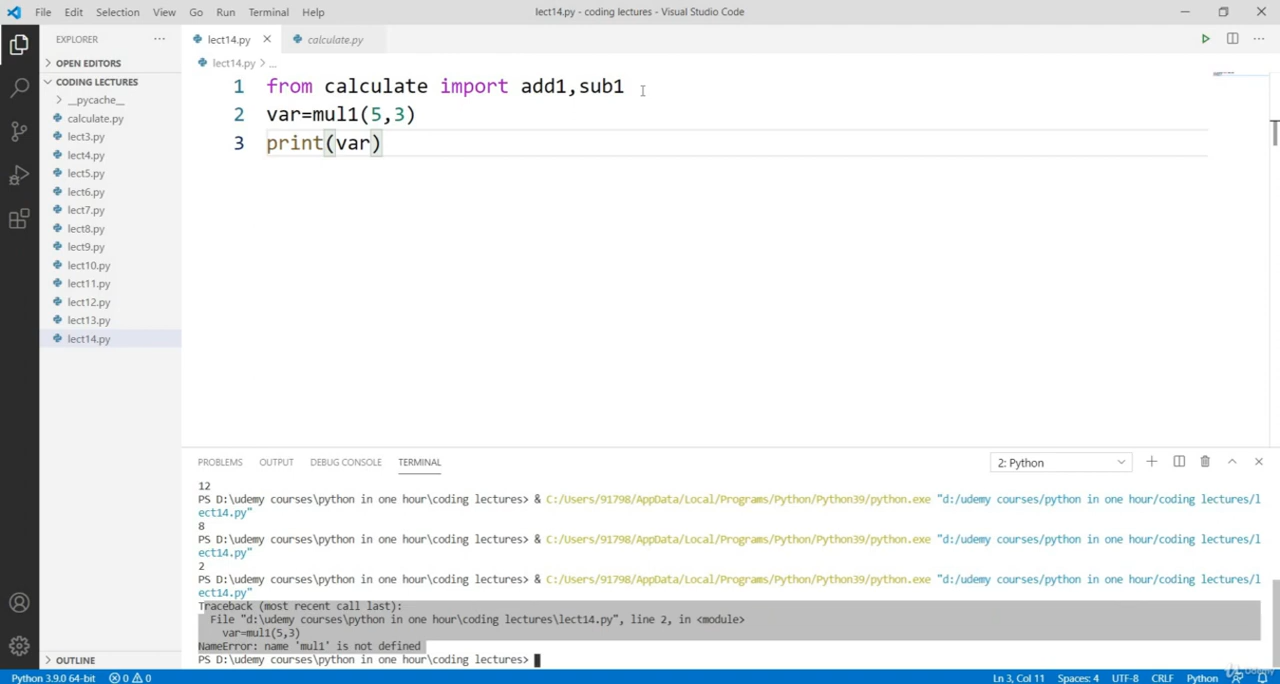 File Edit Selection View Go Run Terminal Help lect14.py - coding lectures - Visual Studio Code
EXPLORER ... lect14.py calculate.py
OPEN EDITORS
CODING LECTURES
__pycache__
calculate.py
lect3.py
lect4.py
lect5.py
lect6.py
lect7.py
lect8.py
lect9.py
lect10.py
lect11.py
lect12.py
lect13.py
lect14.py
OUTLINE
lect14.py > ...
1 from calculate import add1,sub1
2 var=mul1(5,3)
3 print(var)
PROBLEMS OUTPUT DEBUG CONSOLE TERMINAL 2: Python
12
PS D:\udemy courses\python in one hour\coding lectures> & C:/Users/91798/AppData/Local/Programs/Python/Python39/python.exe "d:/udemy courses/python in one hour/coding lectures/l
ect14.py"
8
PS D:\udemy courses\python in one hour\coding lectures> & C:/Users/91798/AppData/Local/Programs/Python/Python39/python.exe "d:/udemy courses/python in one hour/coding lectures/l
ect14.py"
2
PS D:\udemy courses\python in one hour\coding lectures> & C:/Users/91798/AppData/Local/Programs/Python/Python39/python.exe "d:/udemy courses/python in one hour/coding lectures/l
ect14.py"
Traceback (most recent call last):
File "d:\udemy courses\python in one hour\coding lectures\lect14.py", line 2, in <module>
var=mul1(5,3)
NameError: name 'mul1' is not defined
PS D:\udemy courses\python in one hour\coding lectures>
Python 3.9.0 64-bit 0 0 Ln 3, Col 11 Spaces: 4 UTF-8 CRLF Python